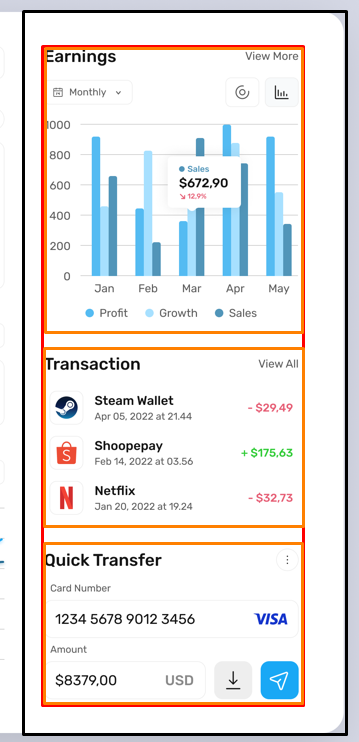 Earnings
View More
Monthly
1000
800
600
400
200
0
Sales
$672,90
↘ 12,9%
Jan Feb Mar Apr May
Profit Growth Sales
Transaction
View All
Steam Wallet
Apr 05, 2022 at 21.44
- $29,49
Shoopepay
Feb 14, 2022 at 03.56
+ $175,63
Netflix
Jan 20, 2022 at 19.24
- $32,73
Quick Transfer
Card Number
1234 5678 9012 3456
VISA
Amount
$8379,00
USD